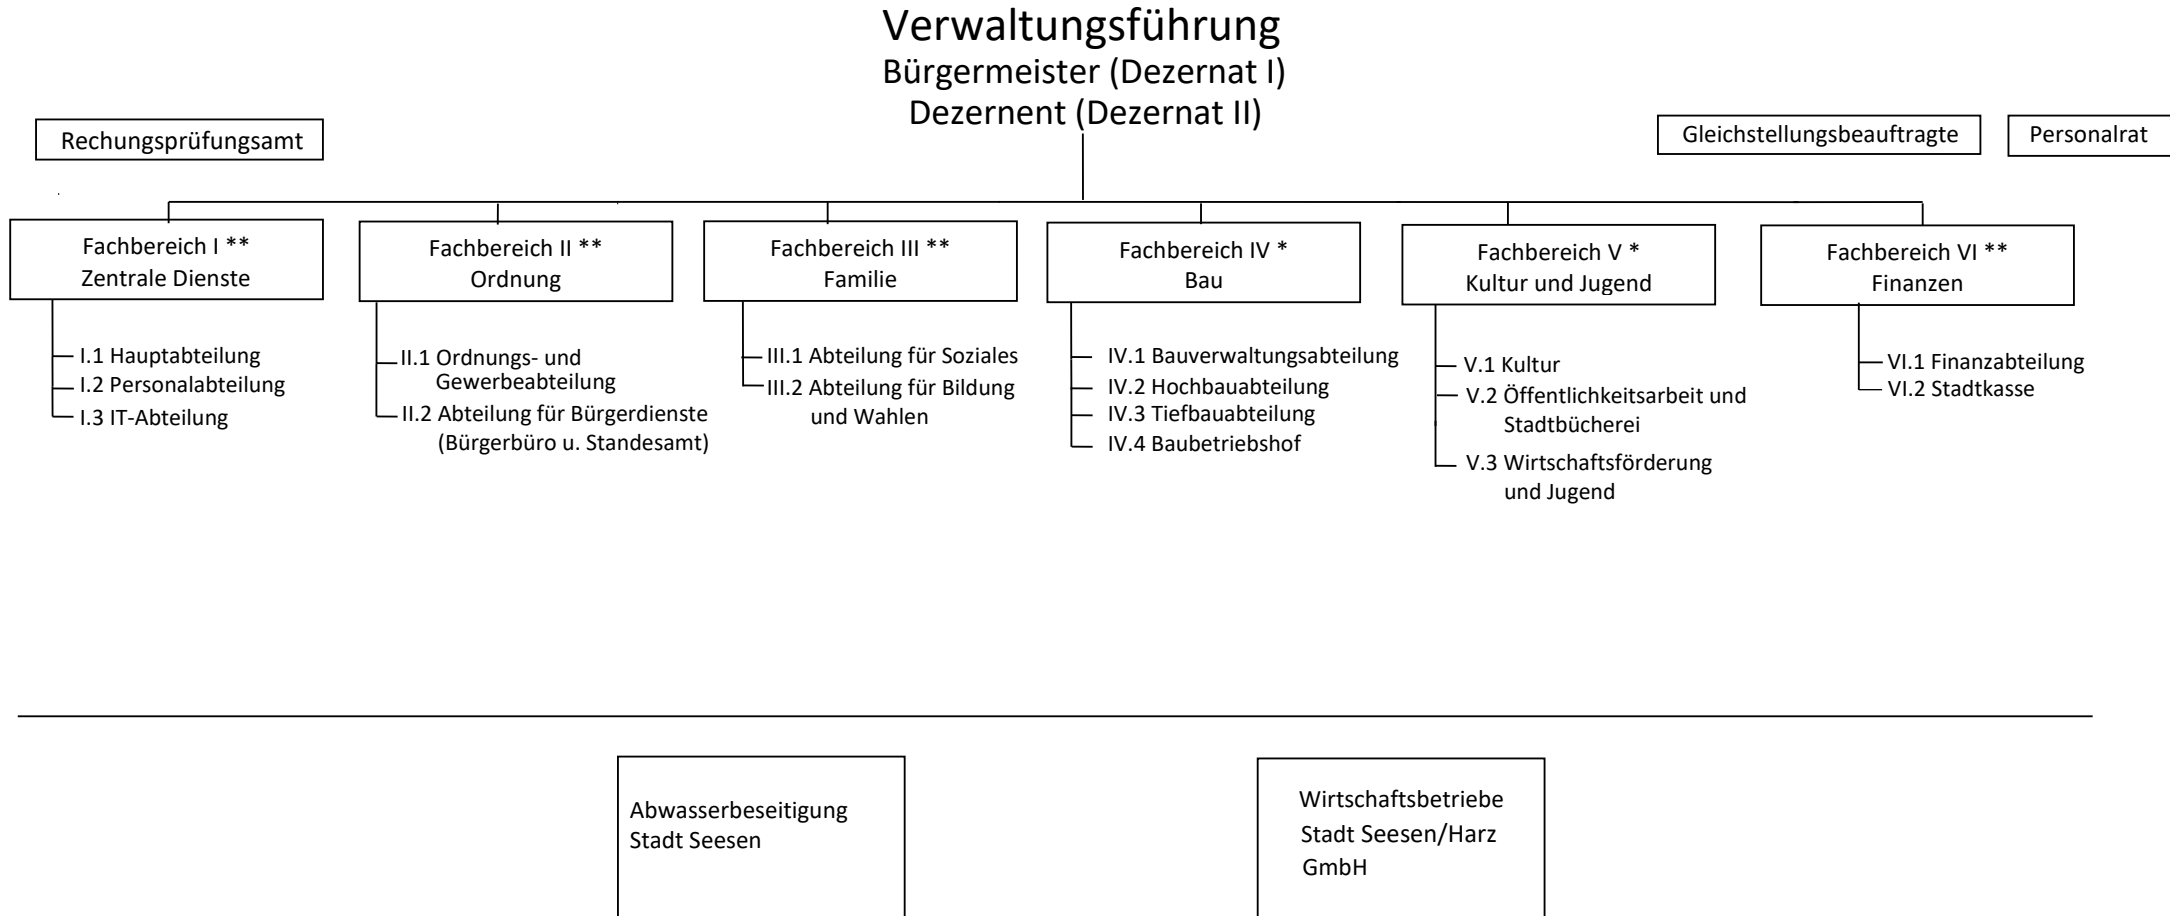 Verwaltungsführung
Bürgermeister (Dezernat I)
Dezernent (Dezernat II)
Rechungsprüfungsamt
Gleichstellungsbeauftragte
Personalrat
Fachbereich I **
Zentrale Dienste
I.1 Hauptabteilung
I.2 Personalabteilung
I.3 IT-Abteilung
Fachbereich II **
Ordnung
II.1 Ordnungs- und
Gewerbeabteilung
II.2 Abteilung für Bürgerdienste
(Bürgerbüro u. Standesamt)
Fachbereich III **
Familie
III.1 Abteilung für Soziales
III.2 Abteilung für Bildung
und Wahlen
Fachbereich IV *
Bau
IV.1 Bauverwaltungsabteilung
IV.2 Hochbauabteilung
IV.3 Tiefbauabteilung
IV.4 Baubetriebshof
Fachbereich V *
Kultur und Jugend
V.1 Kultur
V.2 Öffentlichkeitsarbeit und
Stadtbücherei
V.3 Wirtschaftsförderung
und Jugend
Fachbereich VI **
Finanzen
VI.1 Finanzabteilung
VI.2 Stadtkasse
Abwasserbeseitigung
Stadt Seesen
Wirtschaftsbetriebe
Stadt Seesen/Harz
GmbH